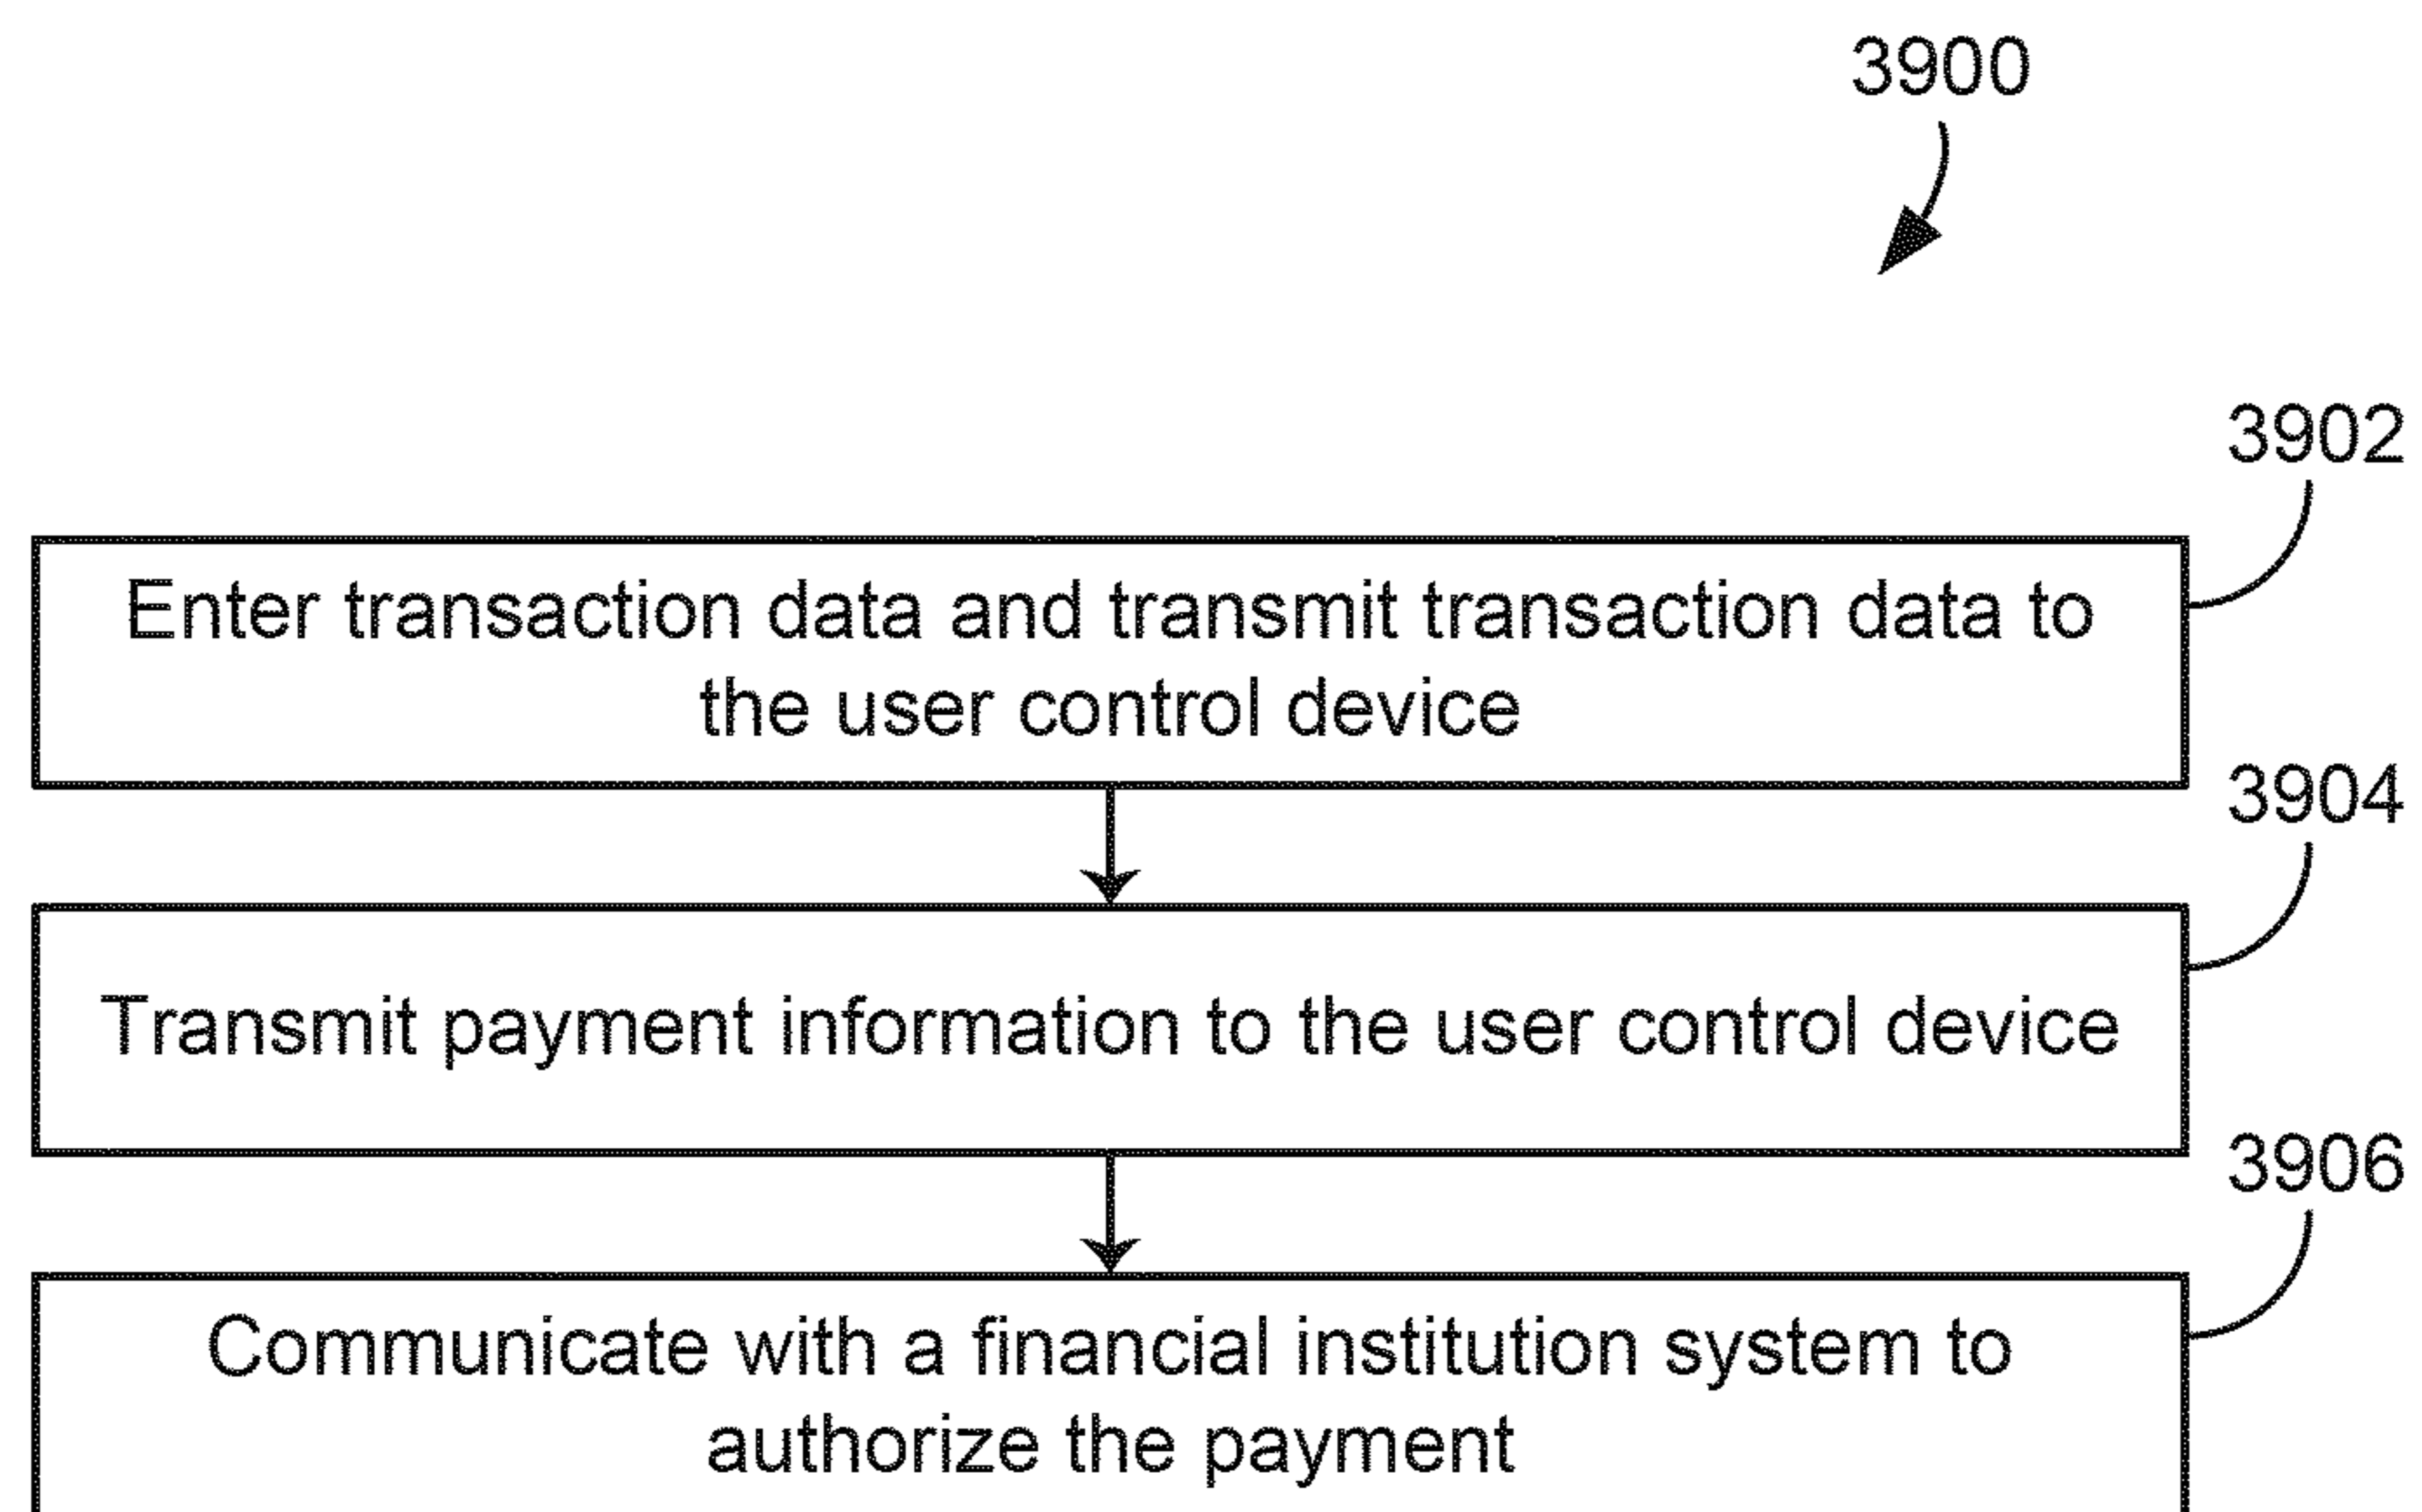 3900
3902
Enter transaction data and transmit transaction data to
the user control device
3904
Transmit payment information to the user control device
3906
Communicate with a financial institution system to
authorize the payment